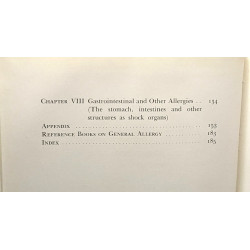 CHAPTER VIII Gastrointestinal and Other Allergies . . 134
(The stomach, intestines and other
structures as shock organs)
APPENDIX . . . . . . . . . . . . . . . . . . 153
REFERENCE BOOKS ON GENERAL ALLERGY . . . . . . 183
INDEX . . . . . . . . . . . . . . . . . . . . 185